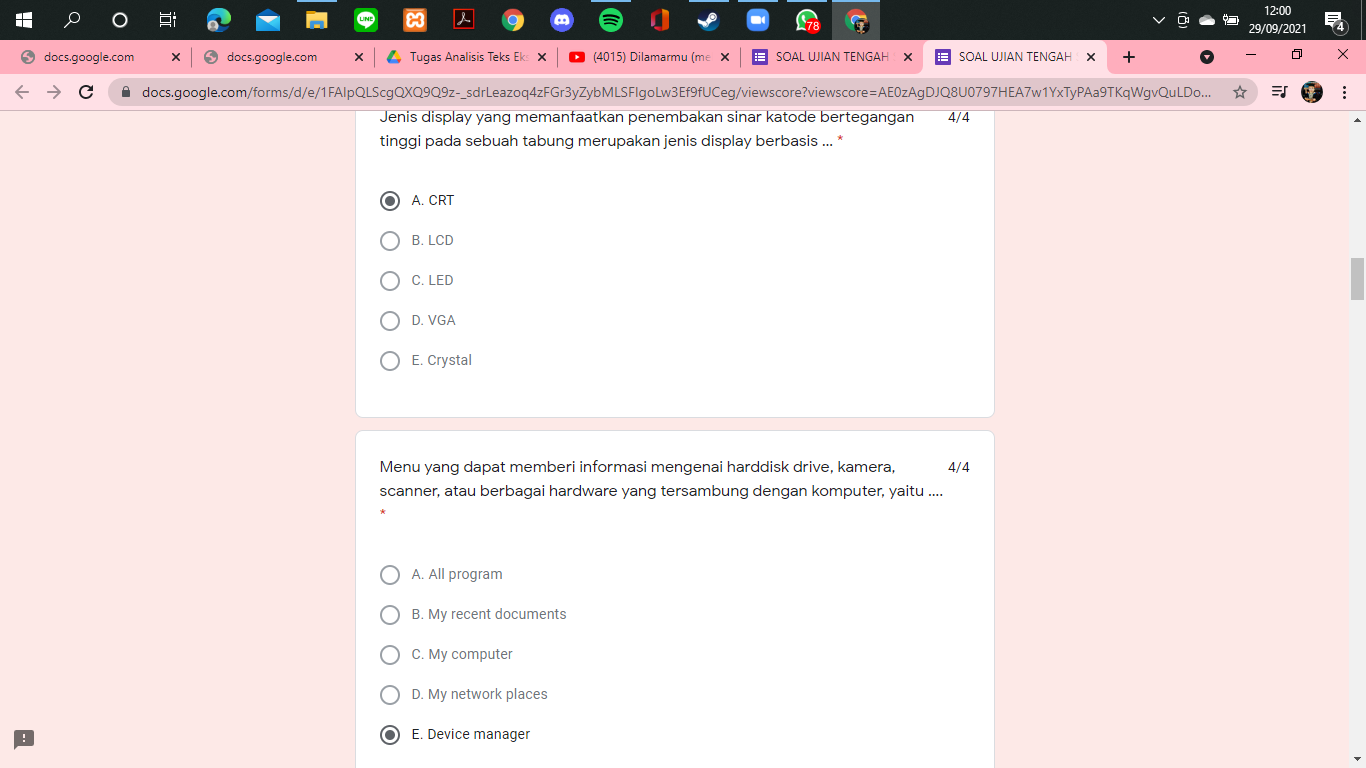 LINE
78
12:00
29/09/2021
4
docs.google.com
docs.google.com
Tugas Analisis Teks Eks
(4015) Dilamarmu (me
SOAL UJIAN TENGAH
SOAL UJIAN TENGAH
docs.google.com/forms/d/e/1FAIpQLScgQXQ9Q9z-_sdrLeazoq4zFGr3yZybMLSFIgoLw3Ef9fUCeg/viewscore?viewscore=AE0zAgDJQ8U0797HEA7w1YxTyPAa9TKqWgvQuLDo...
Jenis display yang memanfaatkan penembakan sinar katode bertegangan 4/4
tinggi pada sebuah tabung merupakan jenis display berbasis ... *
A. CRT
B. LCD
C. LED
D. VGA
E. Crystal
Menu yang dapat memberi informasi mengenai harddisk drive, kamera, 4/4
scanner, atau berbagai hardware yang tersambung dengan komputer, yaitu ....
*
A. All program
B. My recent documents
C. My computer
D. My network places
E. Device manager